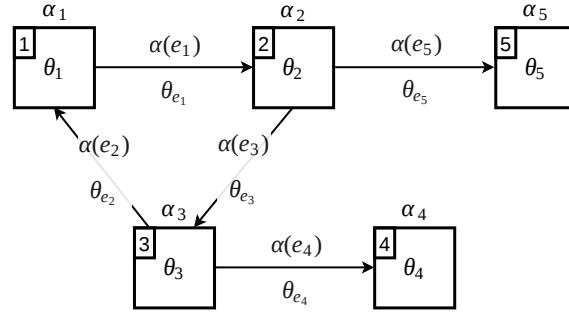 α₁ α₂ α₅
1 α(e₁) 2 α(e₅) 5
θ₁ θ₂ θ₅
θₑ₁ θₑ₅
α(e₂) α(e₃)
θₑ₂ θₑ₃
α₃ α₄
3 α(e₄) 4
θ₃ θ₄
θₑ₄